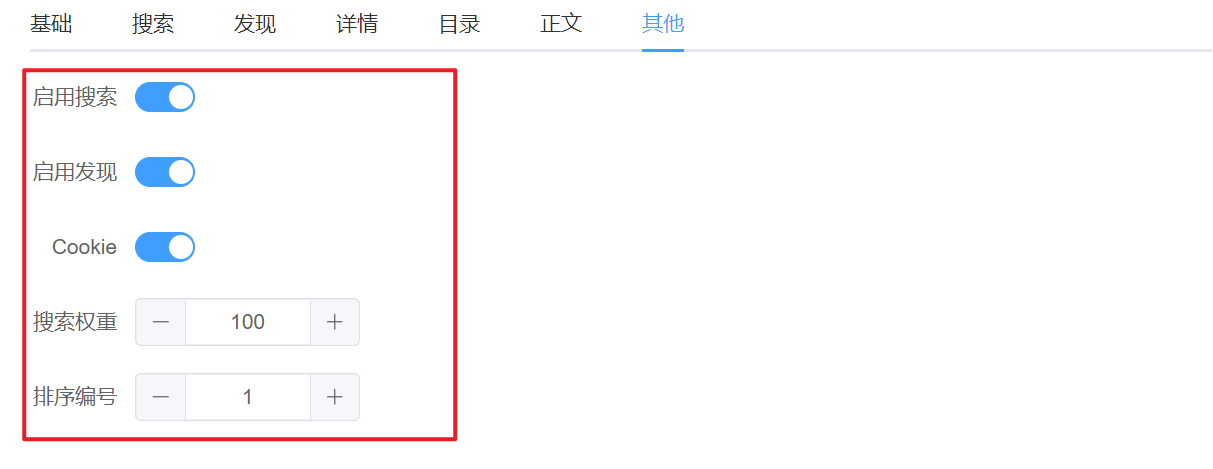 基础 搜索 发现 详情 目录 正文 其他
启用搜索
启用发现
Cookie
搜索权重 — 100 +
排序编号 — 1 +